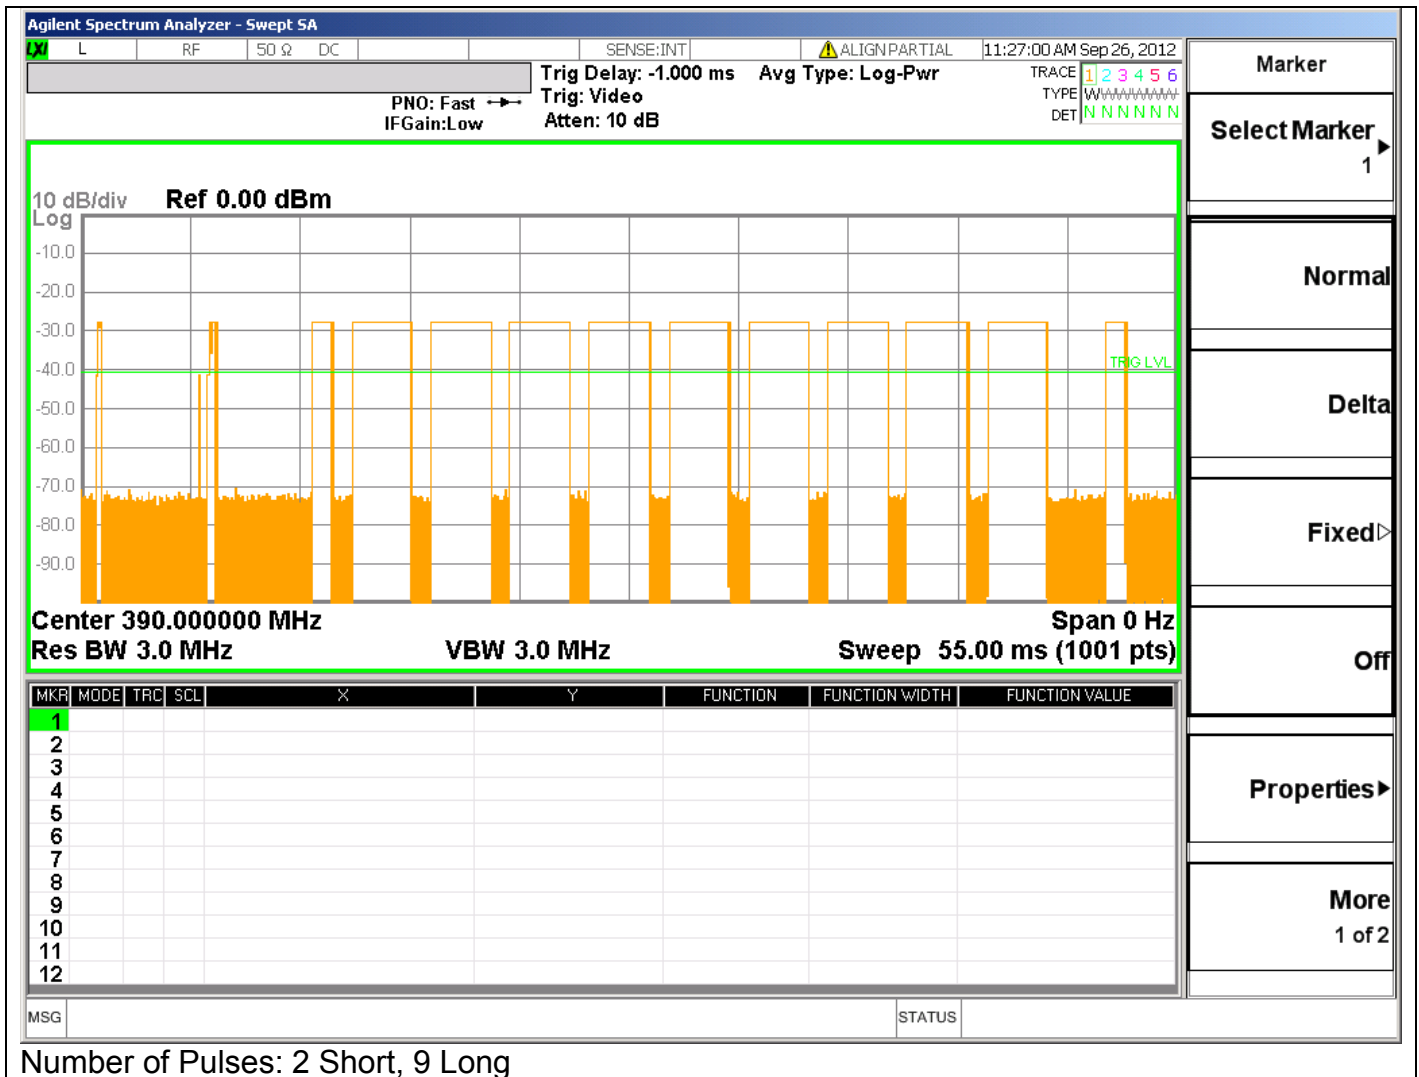 Agilent Spectrum Analyzer - Swept SA
LXI L RF 50 Ω DC SENSE:INT ALIGN PARTIAL 11:27:00 AM Sep 26, 2012
Trig Delay: -1.000 ms Avg Type: Log-Pwr TRACE 1 2 3 4 5 6
PNO: Fast Trig: Video TYPE WWWWWW
IFGain:Low Atten: 10 dB DET N N N N N N
10 dB/div Ref 0.00 dBm
Log
-10.0
-20.0
-30.0
TRIG LVL
-40.0
-50.0
-60.0
-70.0
-80.0
-90.0
Center 390.000000 MHz Span 0 Hz
Res BW 3.0 MHz VBW 3.0 MHz Sweep 55.00 ms (1001 pts)
MKR MODE TRC SCL X Y FUNCTION FUNCTION WIDTH FUNCTION VALUE
1
2
3
4
5
6
7
8
9
10
11
12
MSG STATUS
Marker
Select Marker
1
Normal
Delta
Fixed
Off
Properties
More
1 of 2
Number of Pulses: 2 Short, 9 Long